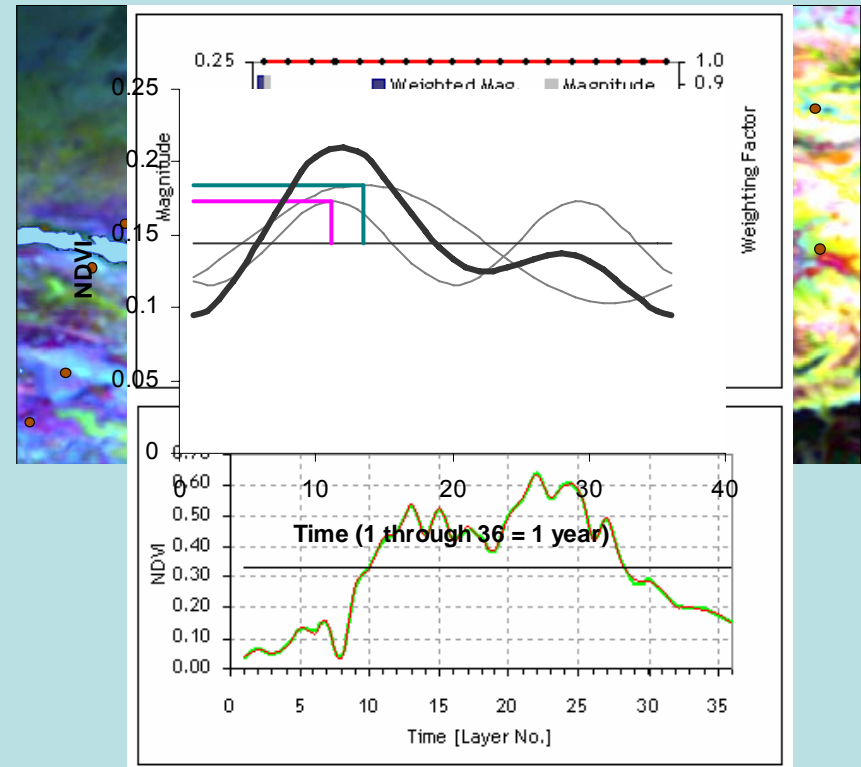 0.25 1.0
Weighted Mag. Magnitude 0.9
0.25
0.2
0.15
0.1
0.05
0
Magnitude
NDVI
Weighting Factor
0 10 20 30 40
Time (1 through 36 = 1 year)
0.70
0.60
0.50
0.40
0.30
0.20
0.10
0.00
NDVI
0 5 10 15 20 25 30 35
Time [Layer No.]